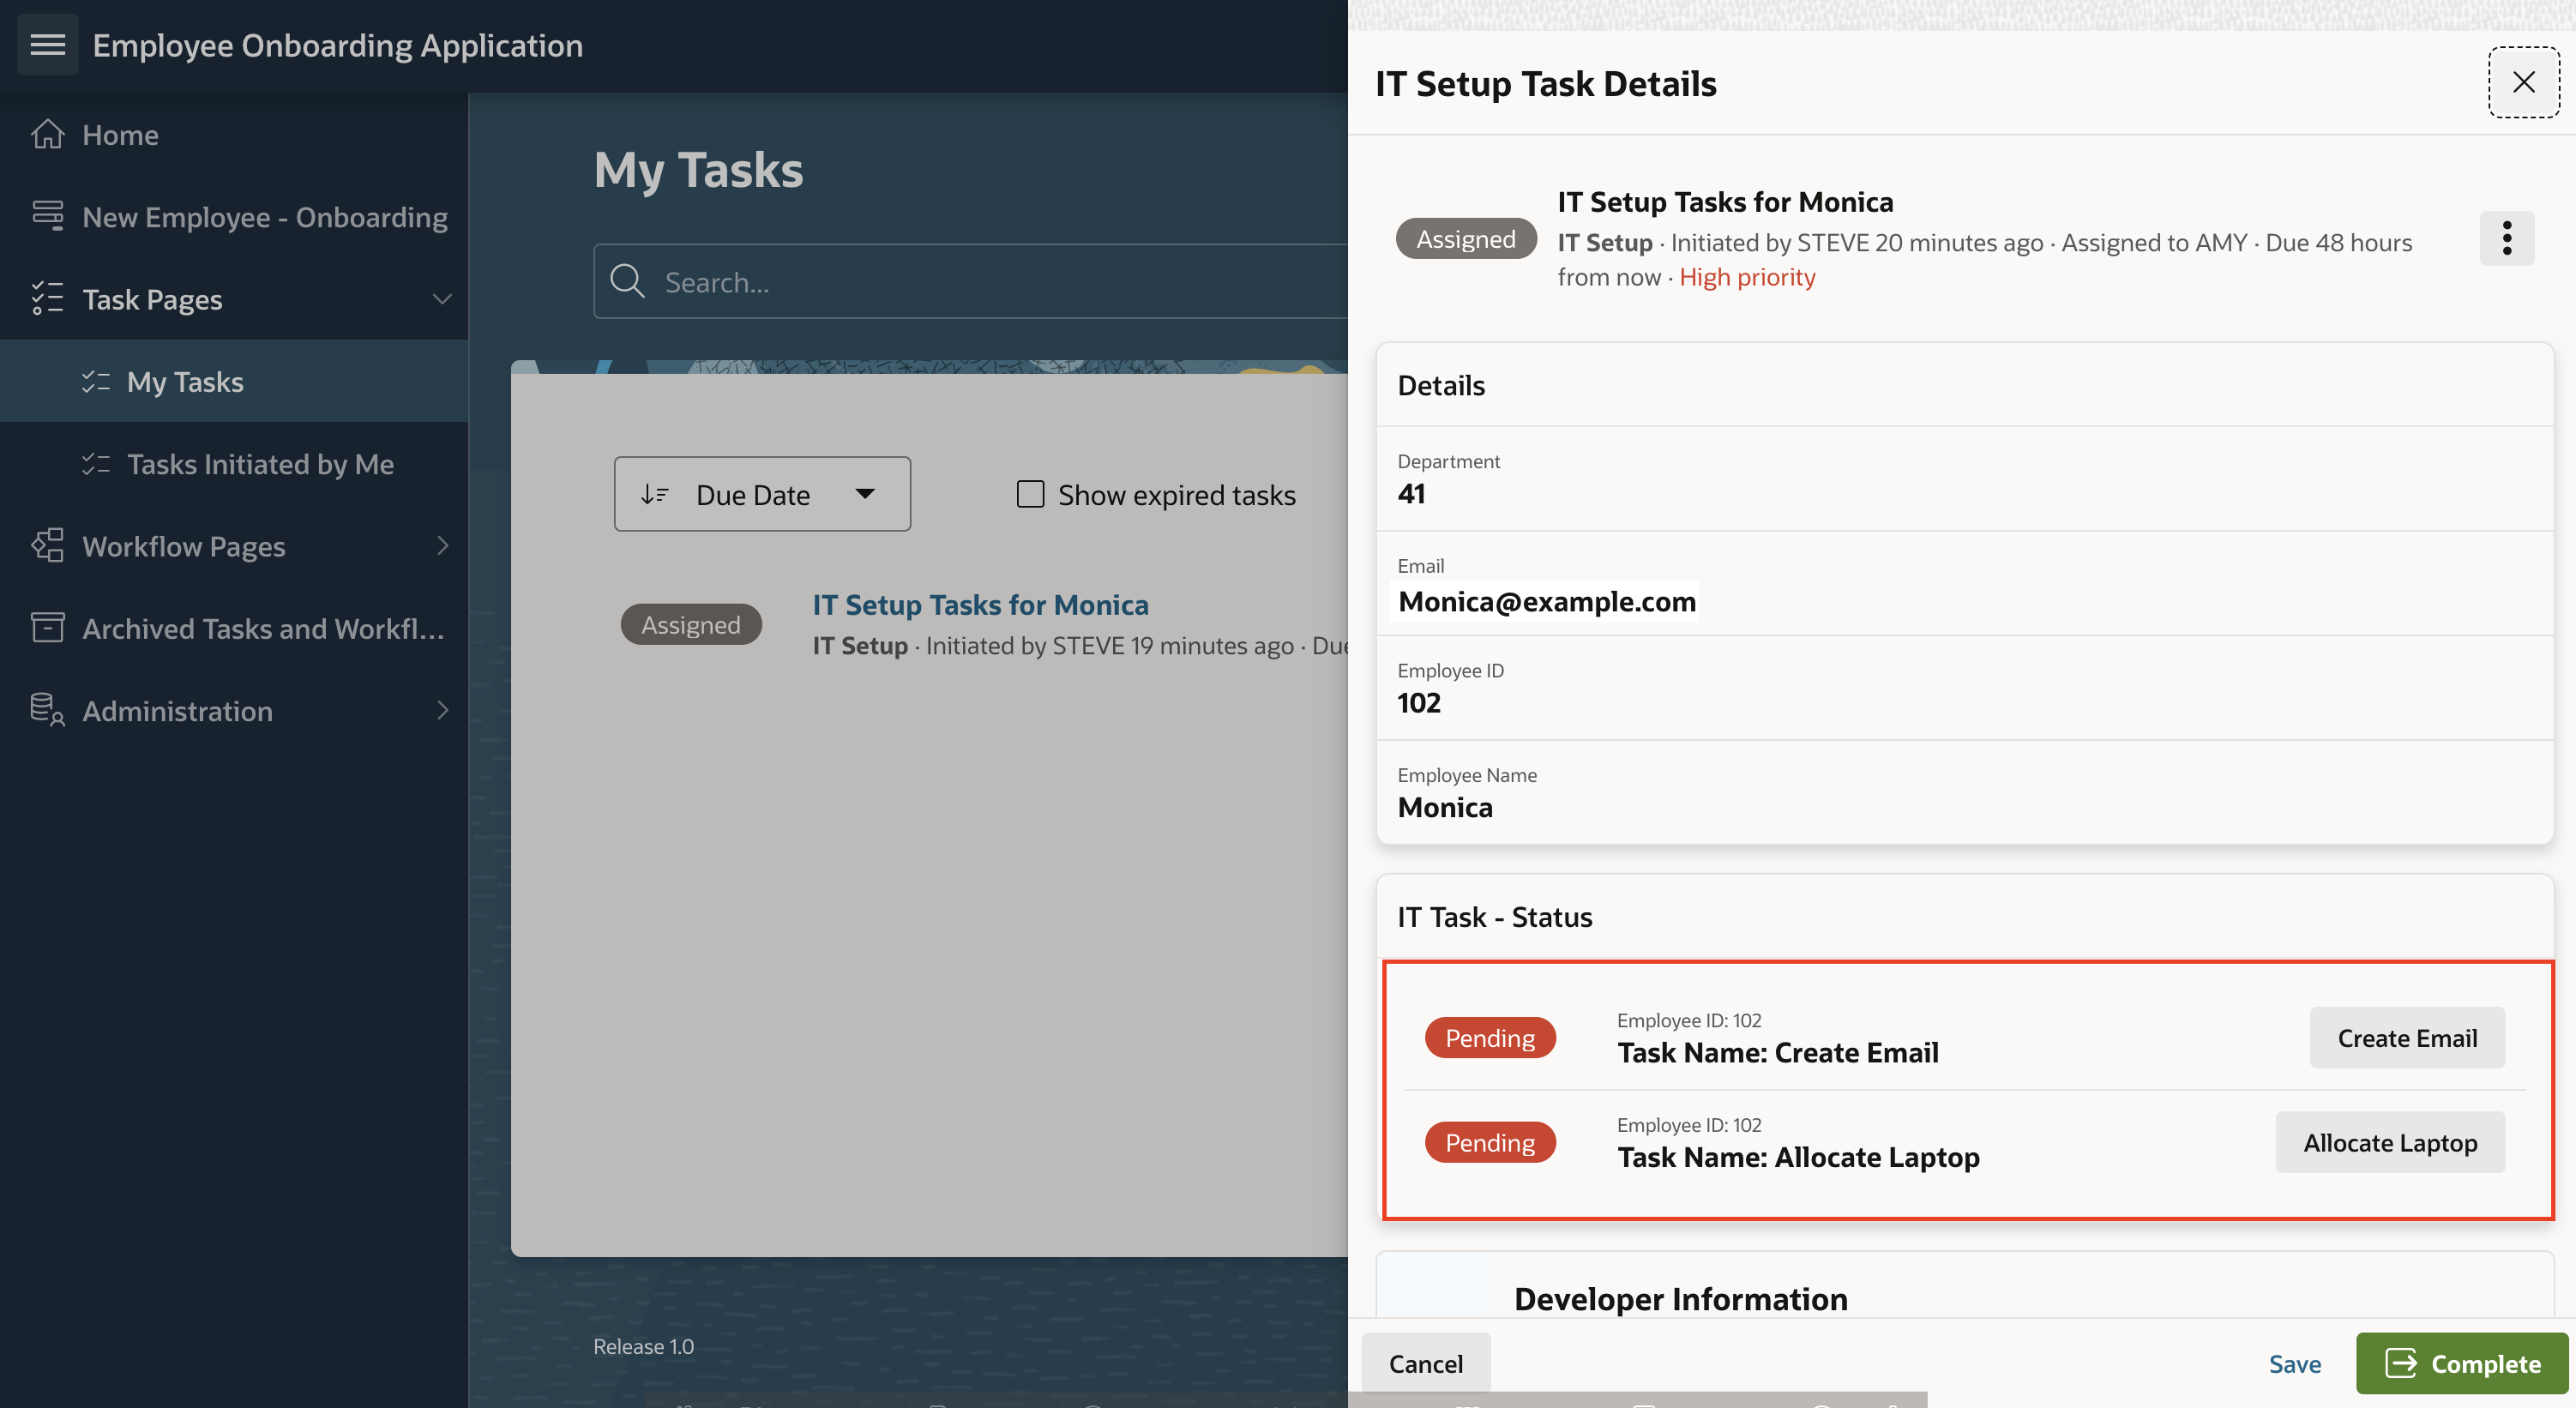 Employee Onboarding Application
Home
New Employee - Onboarding
Task Pages
My Tasks
Tasks Initiated by Me
Workflow Pages
Archived Tasks and Workfl...
Administration
My Tasks
Search...
Due Date
Show expired tasks
Assigned
IT Setup Tasks for Monica
IT Setup · Initiated by STEVE 19 minutes ago · Due
Release 1.0
IT Setup Task Details
Assigned
IT Setup Tasks for Monica
IT Setup · Initiated by STEVE 20 minutes ago · Assigned to AMY · Due 48 hours
from now · High priority
Details
Department
41
Email
Monica@example.com
Employee ID
102
Employee Name
Monica
IT Task - Status
Pending
Employee ID: 102
Task Name: Create Email
Create Email
Pending
Employee ID: 102
Task Name: Allocate Laptop
Allocate Laptop
Developer Information
Cancel
Save
Complete